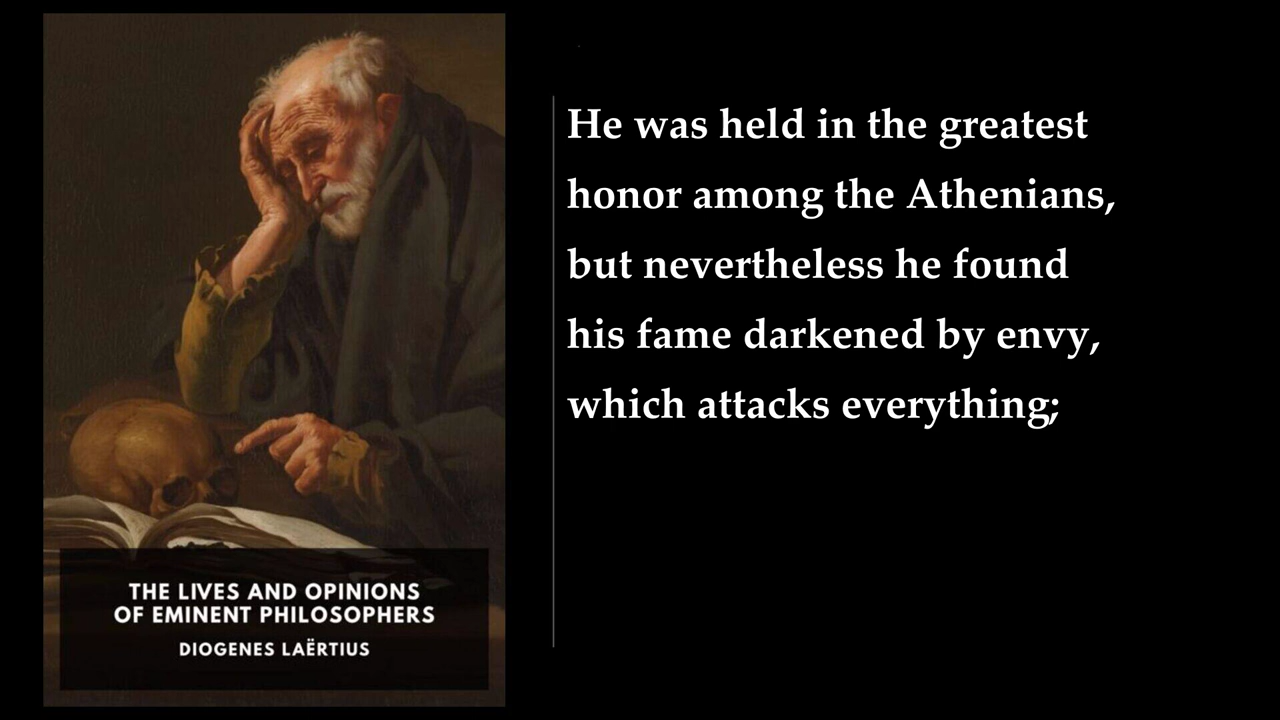 He was held in the greatest
honor among the Athenians,
but nevertheless he found
his fame darkened by envy,
which attacks everything;
THE LIVES AND OPINIONS
OF EMINENT PHILOSOPHERS
DIOGENES LAËRTIUS